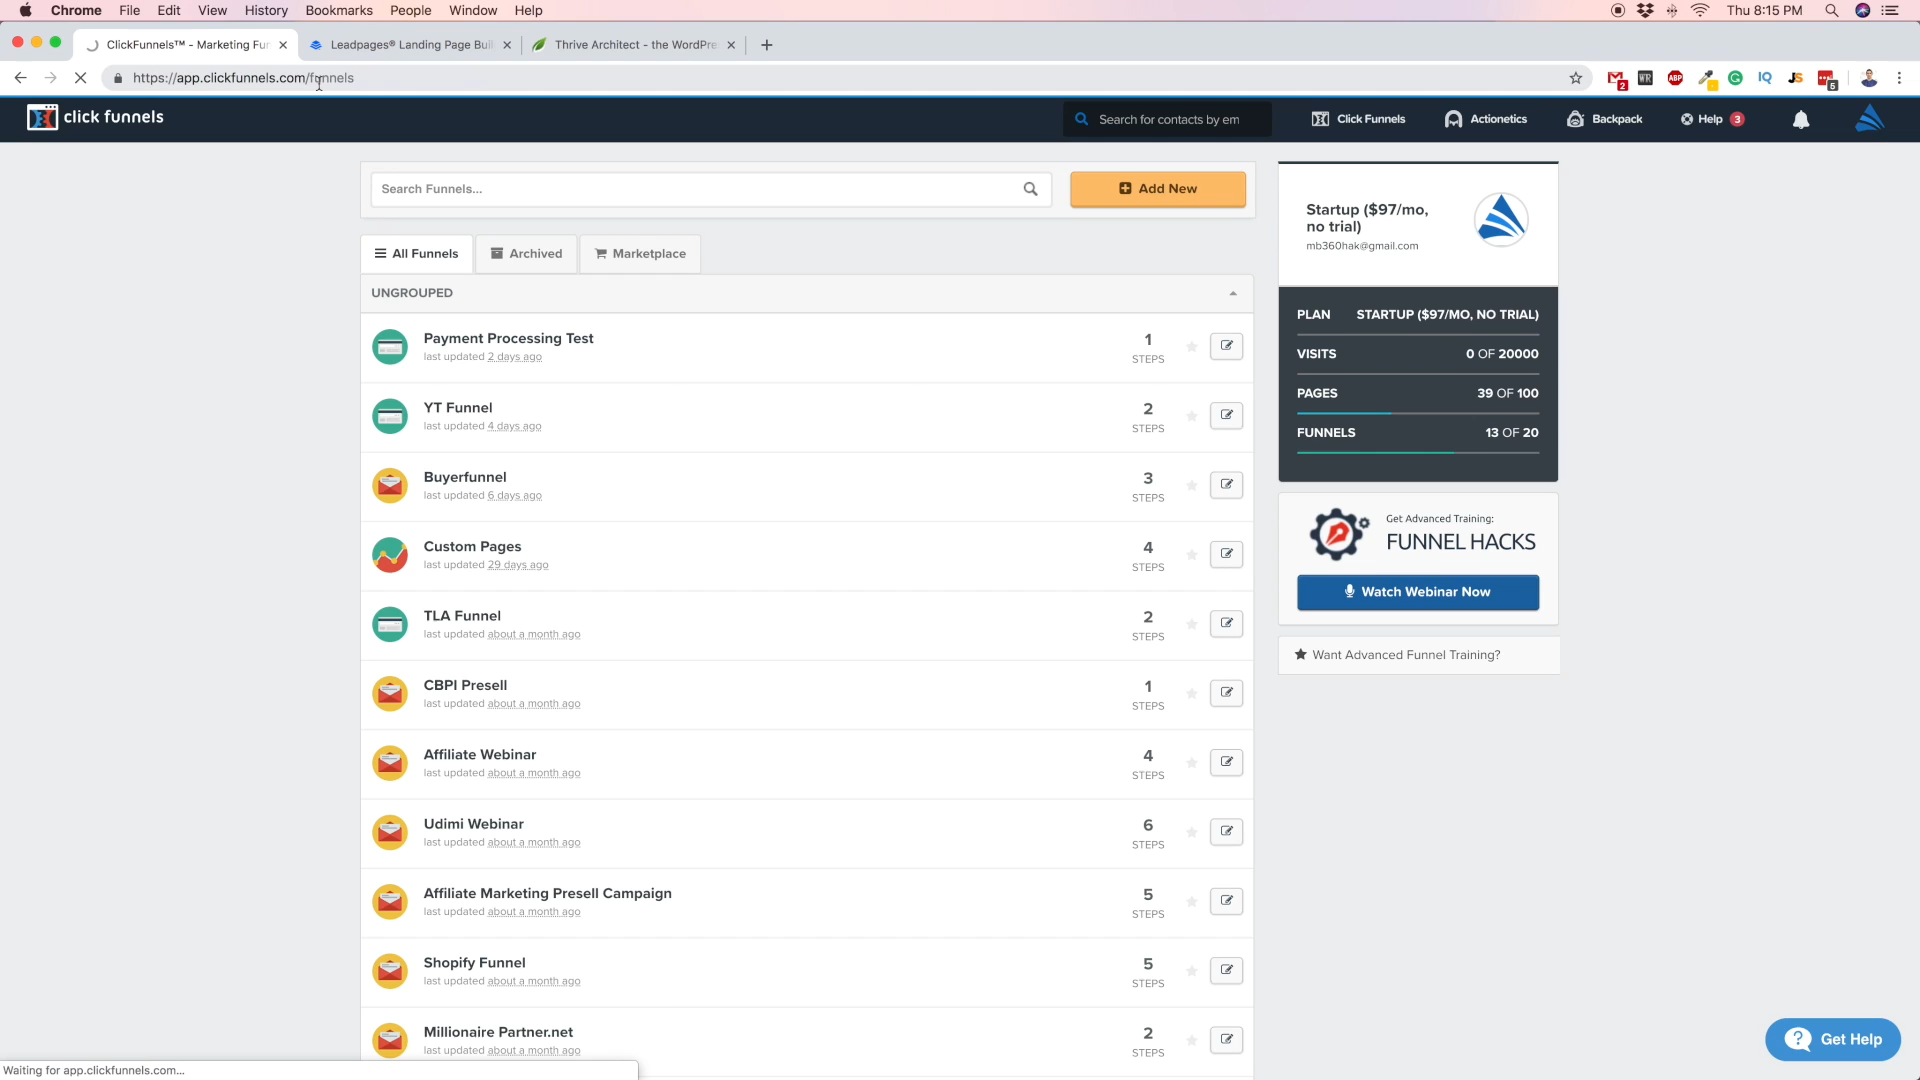 Chrome File Edit View History Bookmarks People Window Help Thu 8:15 PM
ClickFunnels™ - Marketing Fun Leadpages® Landing Page Buil Thrive Architect - the WordPre
https://app.clickfunnels.com/funnels
2 WR ABP IQ JS 5
click funnels
Search for contacts by em
Click Funnels Actionetics Backpack Help 3
Search Funnels...
Add New
All Funnels Archived Marketplace
UNGROUPED
Payment Processing Test
last updated 2 days ago
1
STEPS
YT Funnel
last updated 4 days ago
2
STEPS
Buyerfunnel
last updated 6 days ago
3
STEPS
Custom Pages
last updated 29 days ago
4
STEPS
TLA Funnel
last updated about a month ago
2
STEPS
CBPI Presell
last updated about a month ago
1
STEPS
Affiliate Webinar
last updated about a month ago
4
STEPS
Udimi Webinar
last updated about a month ago
6
STEPS
Affiliate Marketing Presell Campaign
last updated about a month ago
5
STEPS
Shopify Funnel
last updated about a month ago
5
STEPS
Millionaire Partner.net
last updated about a month ago
2
STEPS
Startup ($97/mo,
no trial)
mb360hak@gmail.com
PLAN STARTUP ($97/MO, NO TRIAL)
VISITS 0 OF 20000
PAGES 39 OF 100
FUNNELS 13 OF 20
Get Advanced Training:
FUNNEL HACKS
Watch Webinar Now
Want Advanced Funnel Training?
Get Help
Waiting for app.clickfunnels.com...